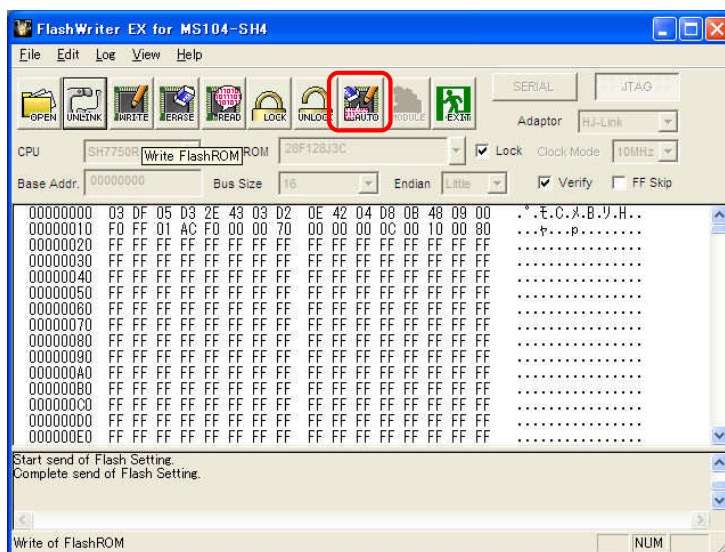 FlashWriter EX for MS104-SH4
File Edit Log View Help
OPEN UNLINK WRITE ERASE READ LOCK UNLOC AUTO MODULE EXIT
SERIAL JTAG
Adaptor HJ-Link
CPU SH7750R Write FlashROM ROM 28F128J3C Lock Clock Mode 10MHz
Base Addr. 00000000 Bus Size 16 Endian Little Verify FF Skip
00000000 03 DF 05 D3 2E 43 03 D2 0E 42 04 D8 0B 48 09 00 .゜.モ.C.メ.B.リ.H..
00000010 F0 FF 01 AC F0 00 00 70 00 00 00 0C 00 10 00 80 ...ャ...p........
00000020 FF FF FF FF FF FF FF FF FF FF FF FF FF FF FF FF ................
00000030 FF FF FF FF FF FF FF FF FF FF FF FF FF FF FF FF ................
00000040 FF FF FF FF FF FF FF FF FF FF FF FF FF FF FF FF ................
00000050 FF FF FF FF FF FF FF FF FF FF FF FF FF FF FF FF ................
00000060 FF FF FF FF FF FF FF FF FF FF FF FF FF FF FF FF ................
00000070 FF FF FF FF FF FF FF FF FF FF FF FF FF FF FF FF ................
00000080 FF FF FF FF FF FF FF FF FF FF FF FF FF FF FF FF ................
00000090 FF FF FF FF FF FF FF FF FF FF FF FF FF FF FF FF ................
000000A0 FF FF FF FF FF FF FF FF FF FF FF FF FF FF FF FF ................
000000B0 FF FF FF FF FF FF FF FF FF FF FF FF FF FF FF FF ................
000000C0 FF FF FF FF FF FF FF FF FF FF FF FF FF FF FF FF ................
000000D0 FF FF FF FF FF FF FF FF FF FF FF FF FF FF FF FF ................
000000E0 FF FF FF FF FF FF FF FF FF FF FF FF FF FF FF FF ................
Start send of Flash Setting.
Complete send of Flash Setting.
Write of FlashROM NUM